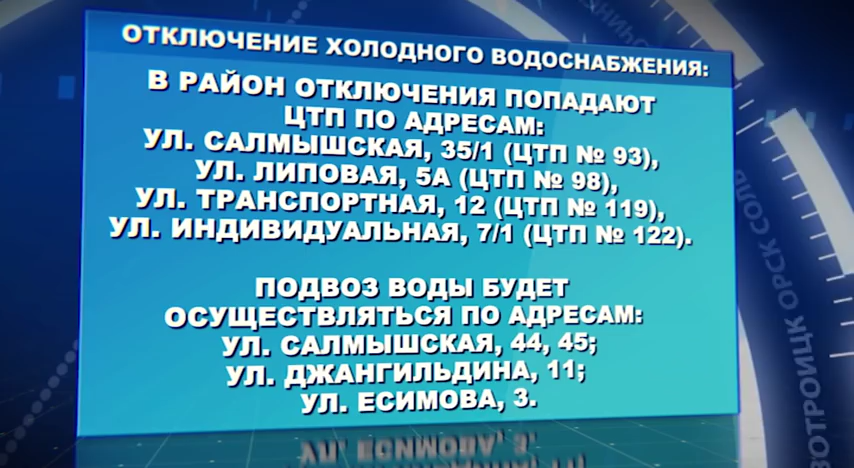 ОТКЛЮЧЕНИЕ ХОЛОДНОГО ВОДОСНАБЖЕНИЯ:
В РАЙОН ОТКЛЮЧЕНИЯ ПОПАДАЮТ
ЦТП ПО АДРЕСАМ:
УЛ. САЛМЫШСКАЯ, 35/1 (ЦТП № 93),
УЛ. ЛИПОВАЯ, 5А (ЦТП № 98),
УЛ. ТРАНСПОРТНАЯ, 12 (ЦТП № 119),
УЛ. ИНДИВИДУАЛЬНАЯ, 7/1 (ЦТП № 122).
ПОДВОЗ ВОДЫ БУДЕТ
ОСУЩЕСТВЛЯТЬСЯ ПО АДРЕСАМ:
УЛ. САЛМЫШСКАЯ, 44, 45;
УЛ. ДЖАНГИЛЬДИНА, 11;
УЛ. ЕСИМОВА, 3.
ОРСК